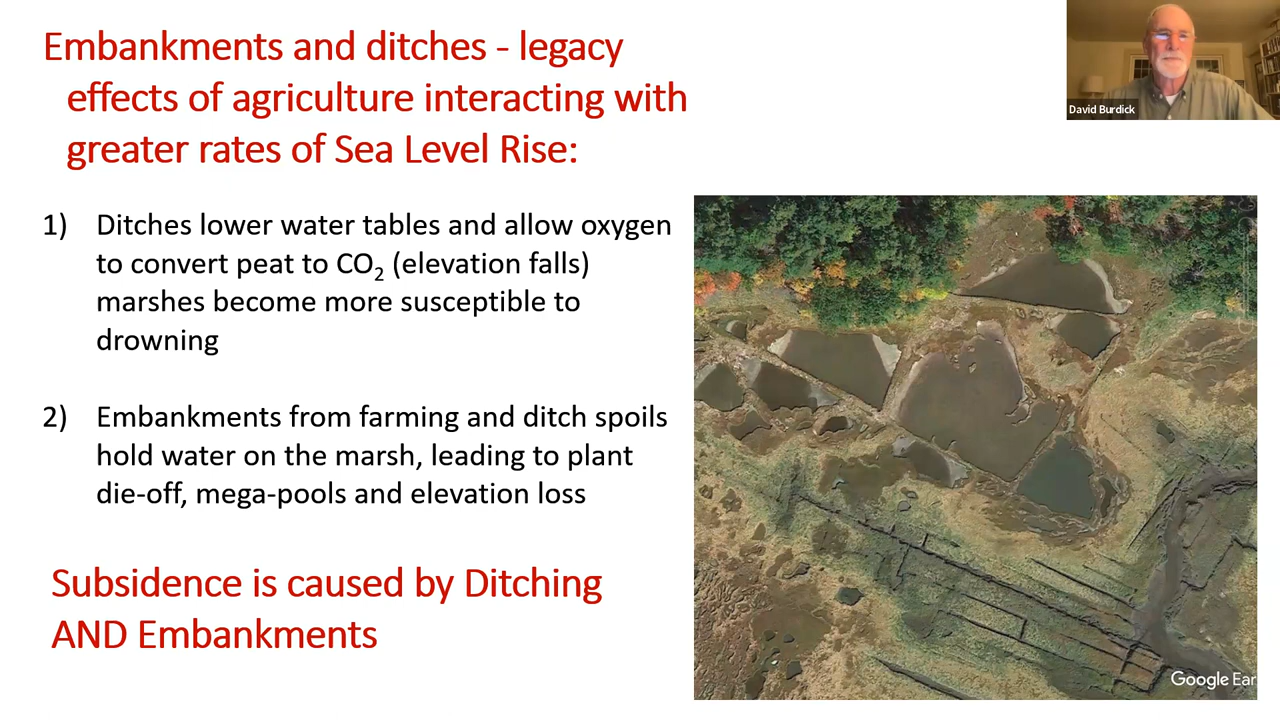 Embankments and ditches - legacy
effects of agriculture interacting with
greater rates of Sea Level Rise:
David Burdick
1) Ditches lower water tables and allow oxygen
to convert peat to CO₂ (elevation falls)
marshes become more susceptible to
drowning
2) Embankments from farming and ditch spoils
hold water on the marsh, leading to plant
die-off, mega-pools and elevation loss
Subsidence is caused by Ditching
AND Embankments
Google Ear